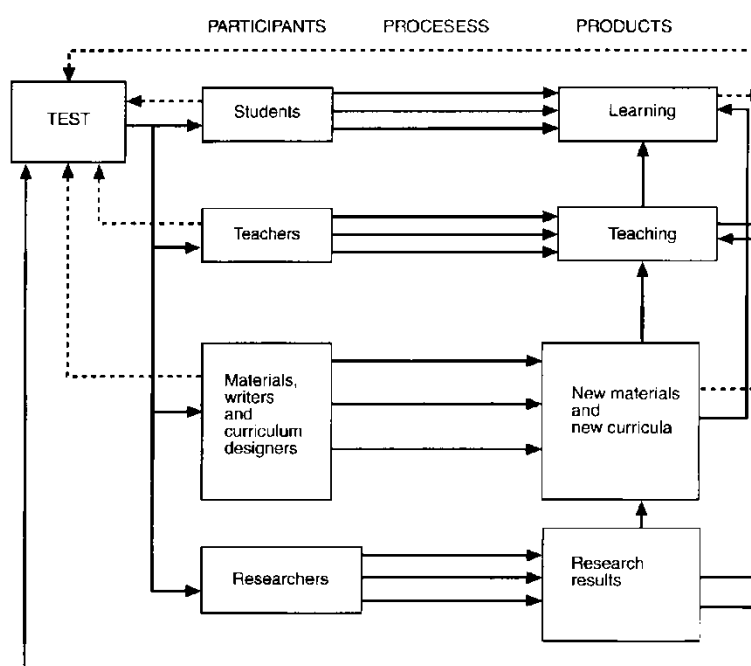 PARTICIPANTS PROCESESS PRODUCTS
TEST
Students
Learning
Teachers
Teaching
Materials,
writers
and
curriculum
designers
New materials
and
new curricula
Researchers
Research
results